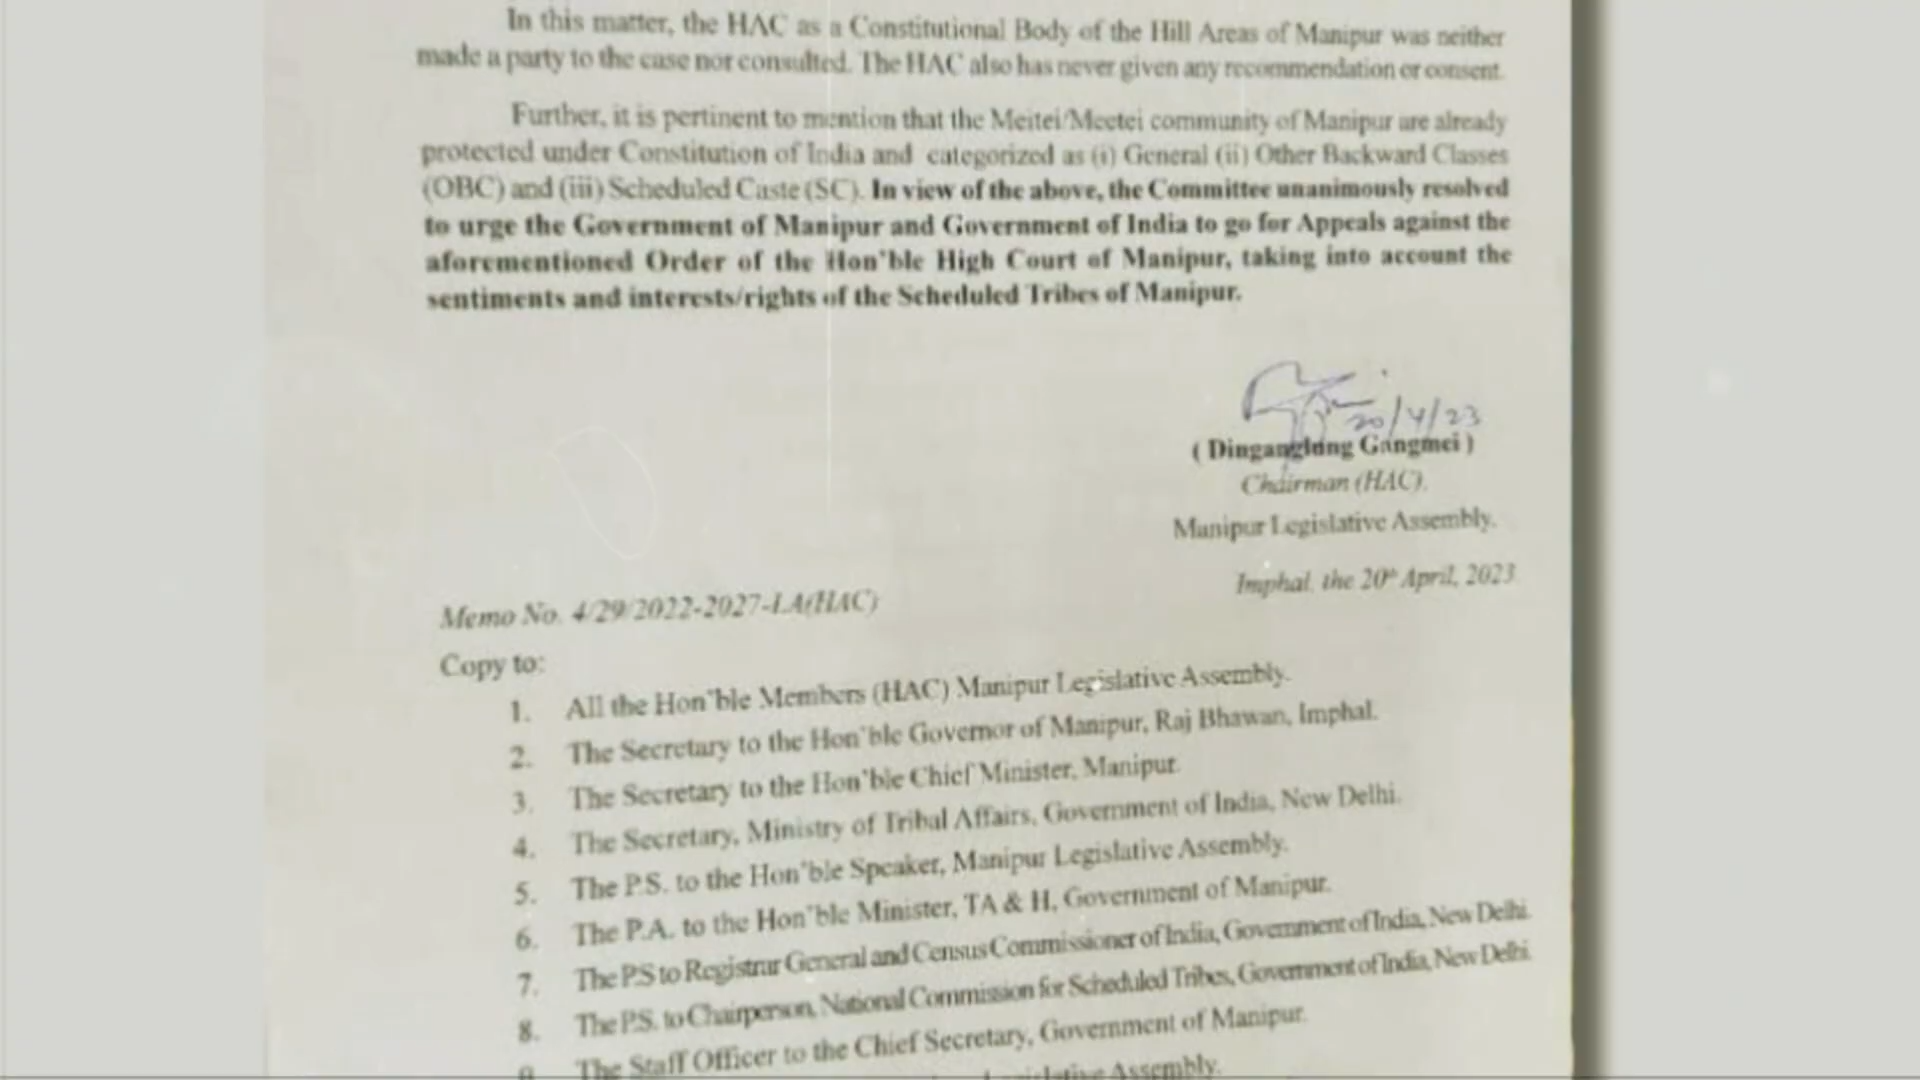 In this matter, the HAC as a Constitutional Body of the Hill Areas of Manipur was neither
made a party to the case nor consulted. The HAC also has never given any recommendation or consent.
Further, it is pertinent to mention that the Meitei/Meetei community of Manipur are already
protected under Constitution of India and categorized as (i) General (ii) Other Backward Classes
(OBC) and (iii) Scheduled Caste (SC). In view of the above, the Committee unanimously resolved
to urge the Government of Manipur and Government of India to go for Appeals against the
aforementioned Order of the Hon'ble High Court of Manipur, taking into account the
sentiments and interests/rights of the Scheduled Tribes of Manipur.
20/4/23
( Dinganglung Gangmei )
Chairman (HAC),
Manipur Legislative Assembly.
Imphal, the 20th April, 2023
Memo No. 4/29/2022-2027-LA(HAC)
Copy to:
1. All the Hon'ble Members (HAC) Manipur Legislative Assembly.
2. The Secretary to the Hon'ble Governor of Manipur, Raj Bhawan, Imphal.
3. The Secretary to the Hon'ble Chief Minister, Manipur.
4. The Secretary, Ministry of Tribal Affairs, Government of India, New Delhi.
5. The P.S. to the Hon'ble Speaker, Manipur Legislative Assembly.
6. The P.A. to the Hon'ble Minister, TA & H, Government of Manipur.
7. The P.S to Registrar General and Census Commissioner of India, Government of India, New Delhi.
8. The P.S. to Chairperson, National Commission for Scheduled Tribes, Government of India, New Delhi.
9. The Staff Officer to the Chief Secretary, Government of Manipur.
Legislative Assembly.